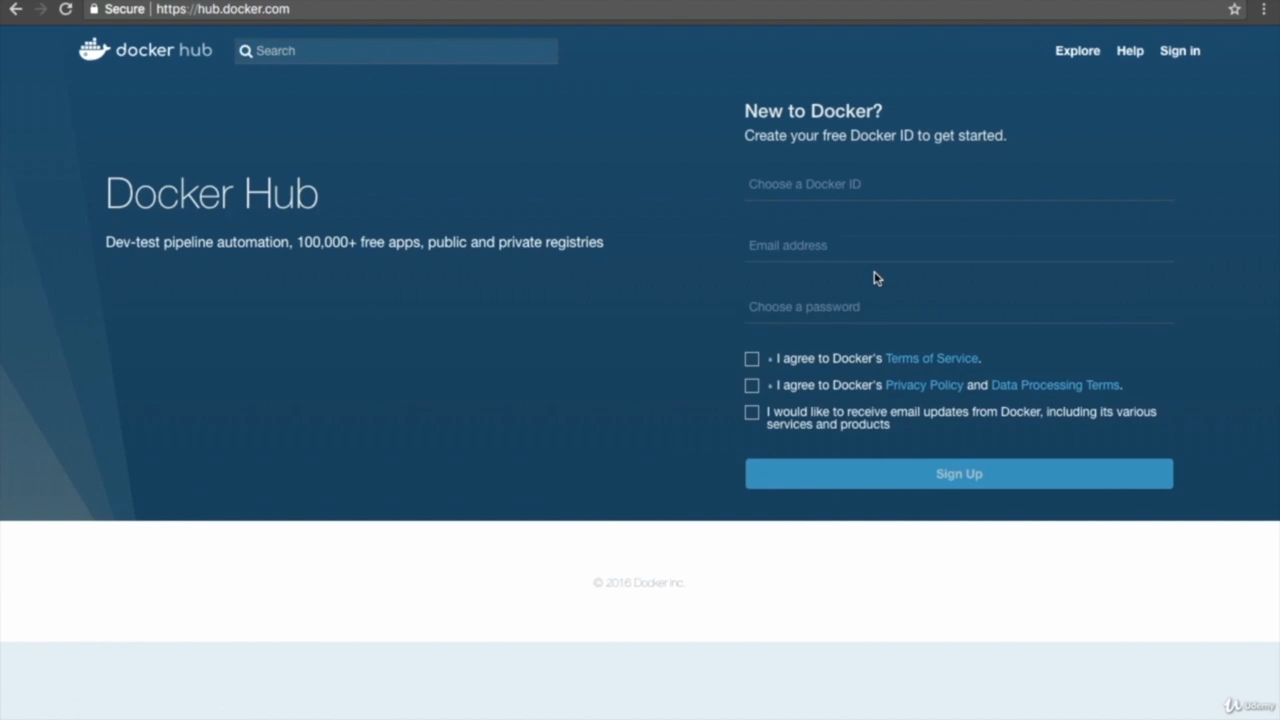 Secure | https://hub.docker.com
docker hub
Search
Explore Help Sign in
New to Docker?
Create your free Docker ID to get started.
Choose a Docker ID
Docker Hub
Dev-test pipeline automation, 100,000+ free apps, public and private registries
Email address
Choose a password
* I agree to Docker's Terms of Service.
* I agree to Docker's Privacy Policy and Data Processing Terms.
I would like to receive email updates from Docker, including its various
services and products
Sign Up
© 2016 Docker Inc.
Udemy